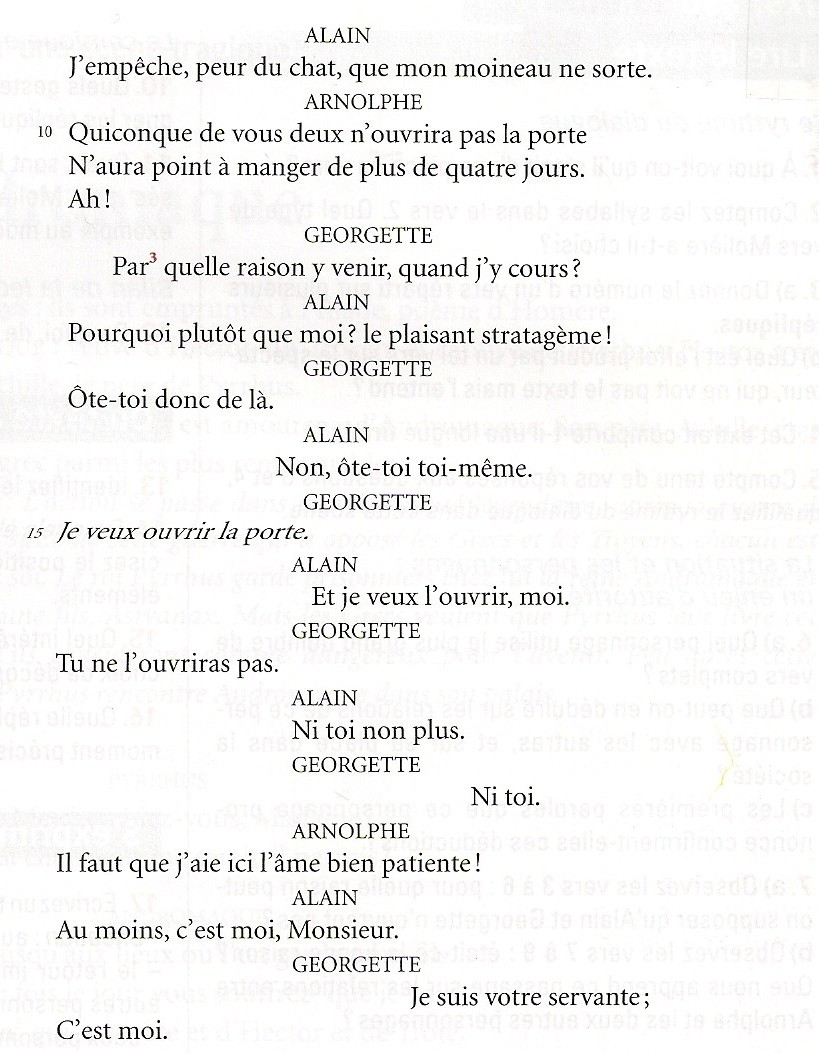 ALAIN
J'empêche, peur du chat, que mon moineau ne sorte.
ARNOLPHE
10 Quiconque de vous deux n'ouvrira pas la porte
N'aura point à manger de plus de quatre jours.
Ah !
GEORGETTE
Par³ quelle raison y venir, quand j'y cours ?
ALAIN
Pourquoi plutôt que moi ? le plaisant stratagème !
GEORGETTE
Ôte-toi donc de là.
ALAIN
Non, ôte-toi toi-même.
GEORGETTE
15 Je veux ouvrir la porte.
ALAIN
Et je veux l'ouvrir, moi.
GEORGETTE
Tu ne l'ouvriras pas.
ALAIN
Ni toi non plus.
GEORGETTE
Ni toi.
ARNOLPHE
Il faut que j'aie ici l'âme bien patiente !
ALAIN
Au moins, c'est moi, Monsieur.
GEORGETTE
Je suis votre servante ;
C'est moi.